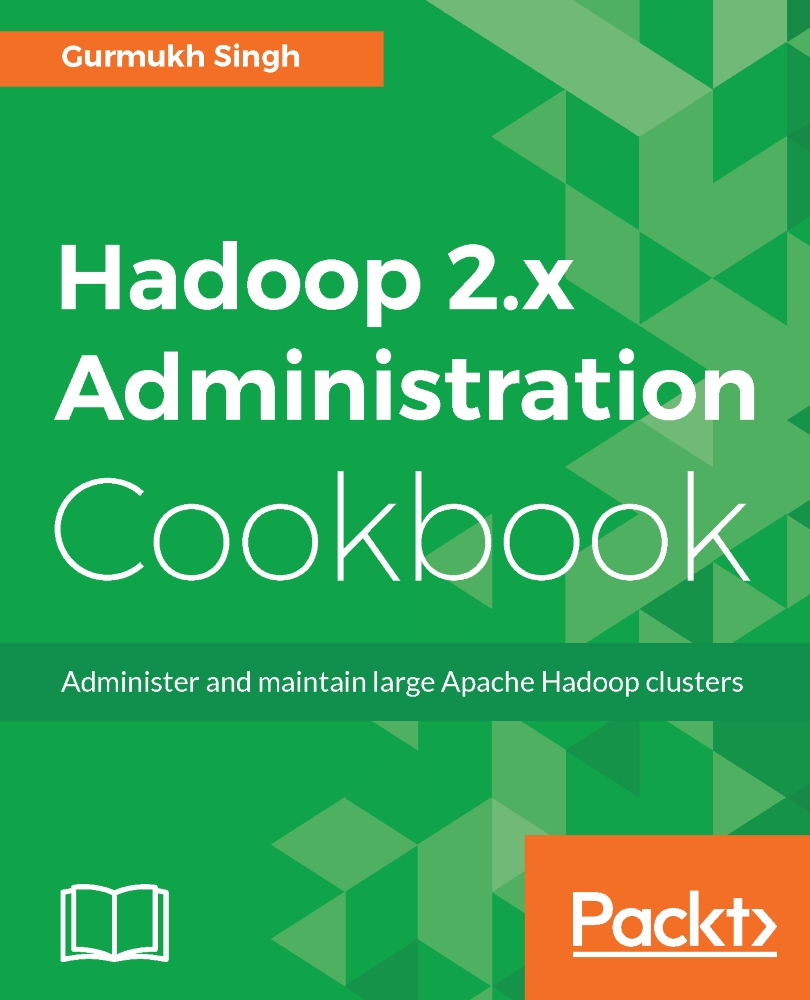 Gurmukh Singh
Hadoop 2.x
Administration
Cookbook
Administer and maintain large Apache Hadoop clusters
Packt>